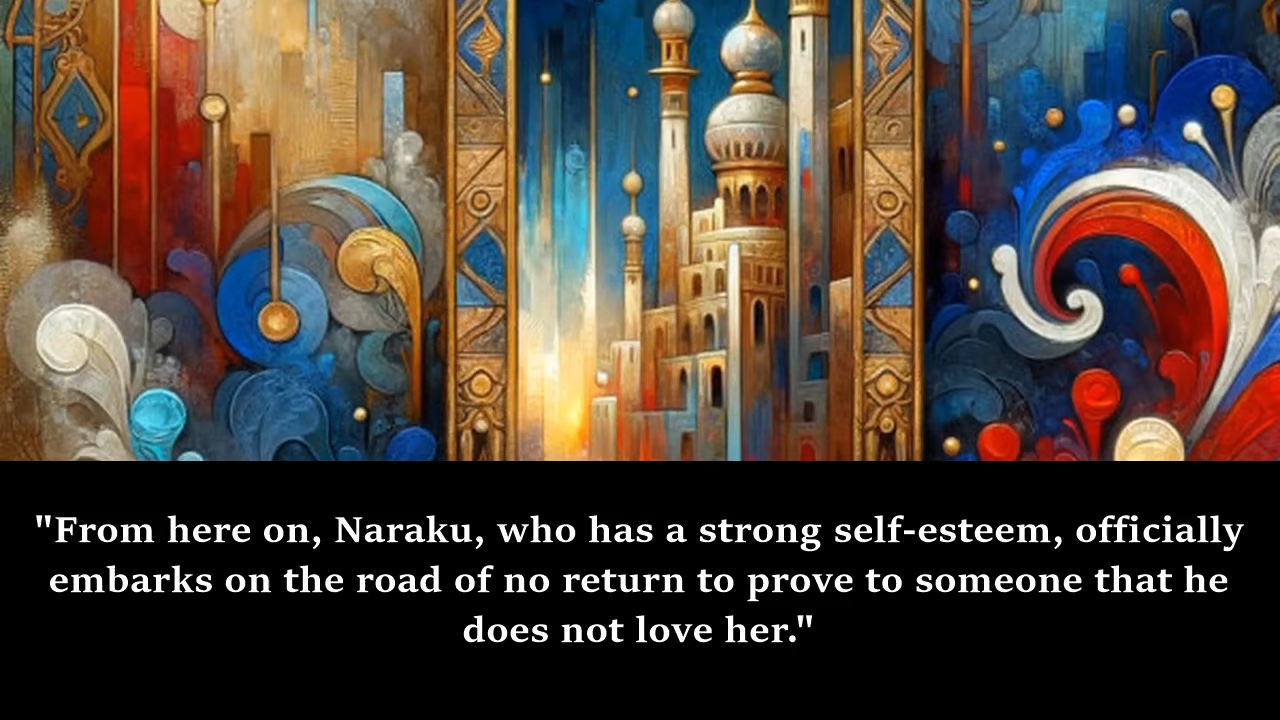 "From here on, Naraku, who has a strong self-esteem, officially
embarks on the road of no return to prove to someone that he
does not love her."